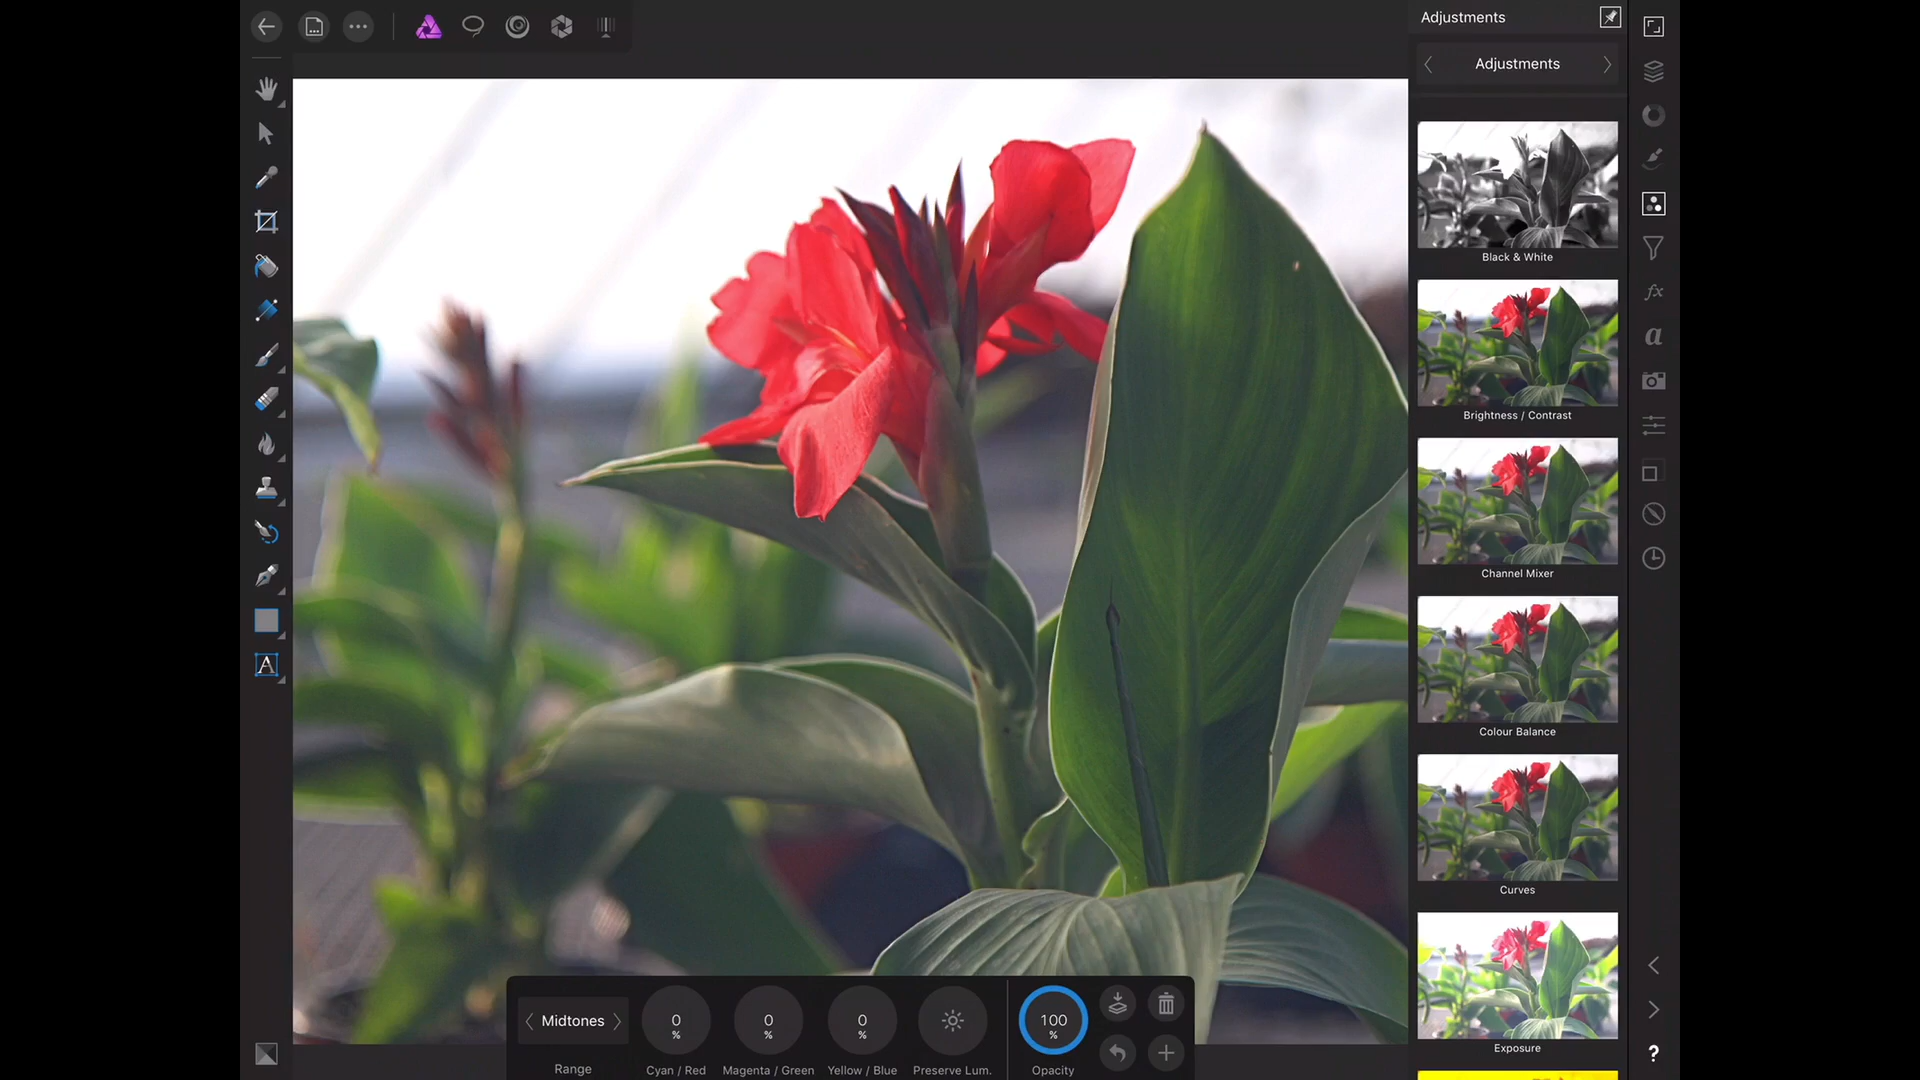 Adjustments
Adjustments
Black & White
Brightness / Contrast
Channel Mixer
Colour Balance
Curves
Exposure
Midtones
Range
0
%
Cyan / Red
0
%
Magenta / Green
0
%
Yellow / Blue
Preserve Lum.
100
%
Opacity
A
fx
a
?